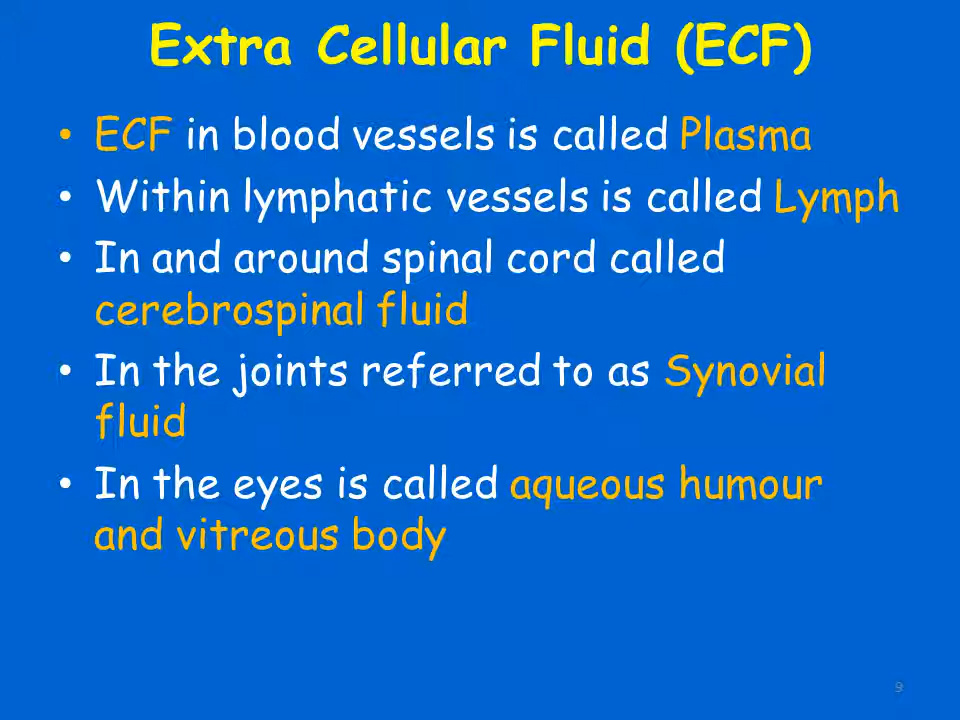 Extra Cellular Fluid (ECF)
• ECF in blood vessels is called Plasma
• Within lymphatic vessels is called Lymph
• In and around spinal cord called
cerebrospinal fluid
• In the joints referred to as Synovial
fluid
• In the eyes is called aqueous humour
and vitreous body
9